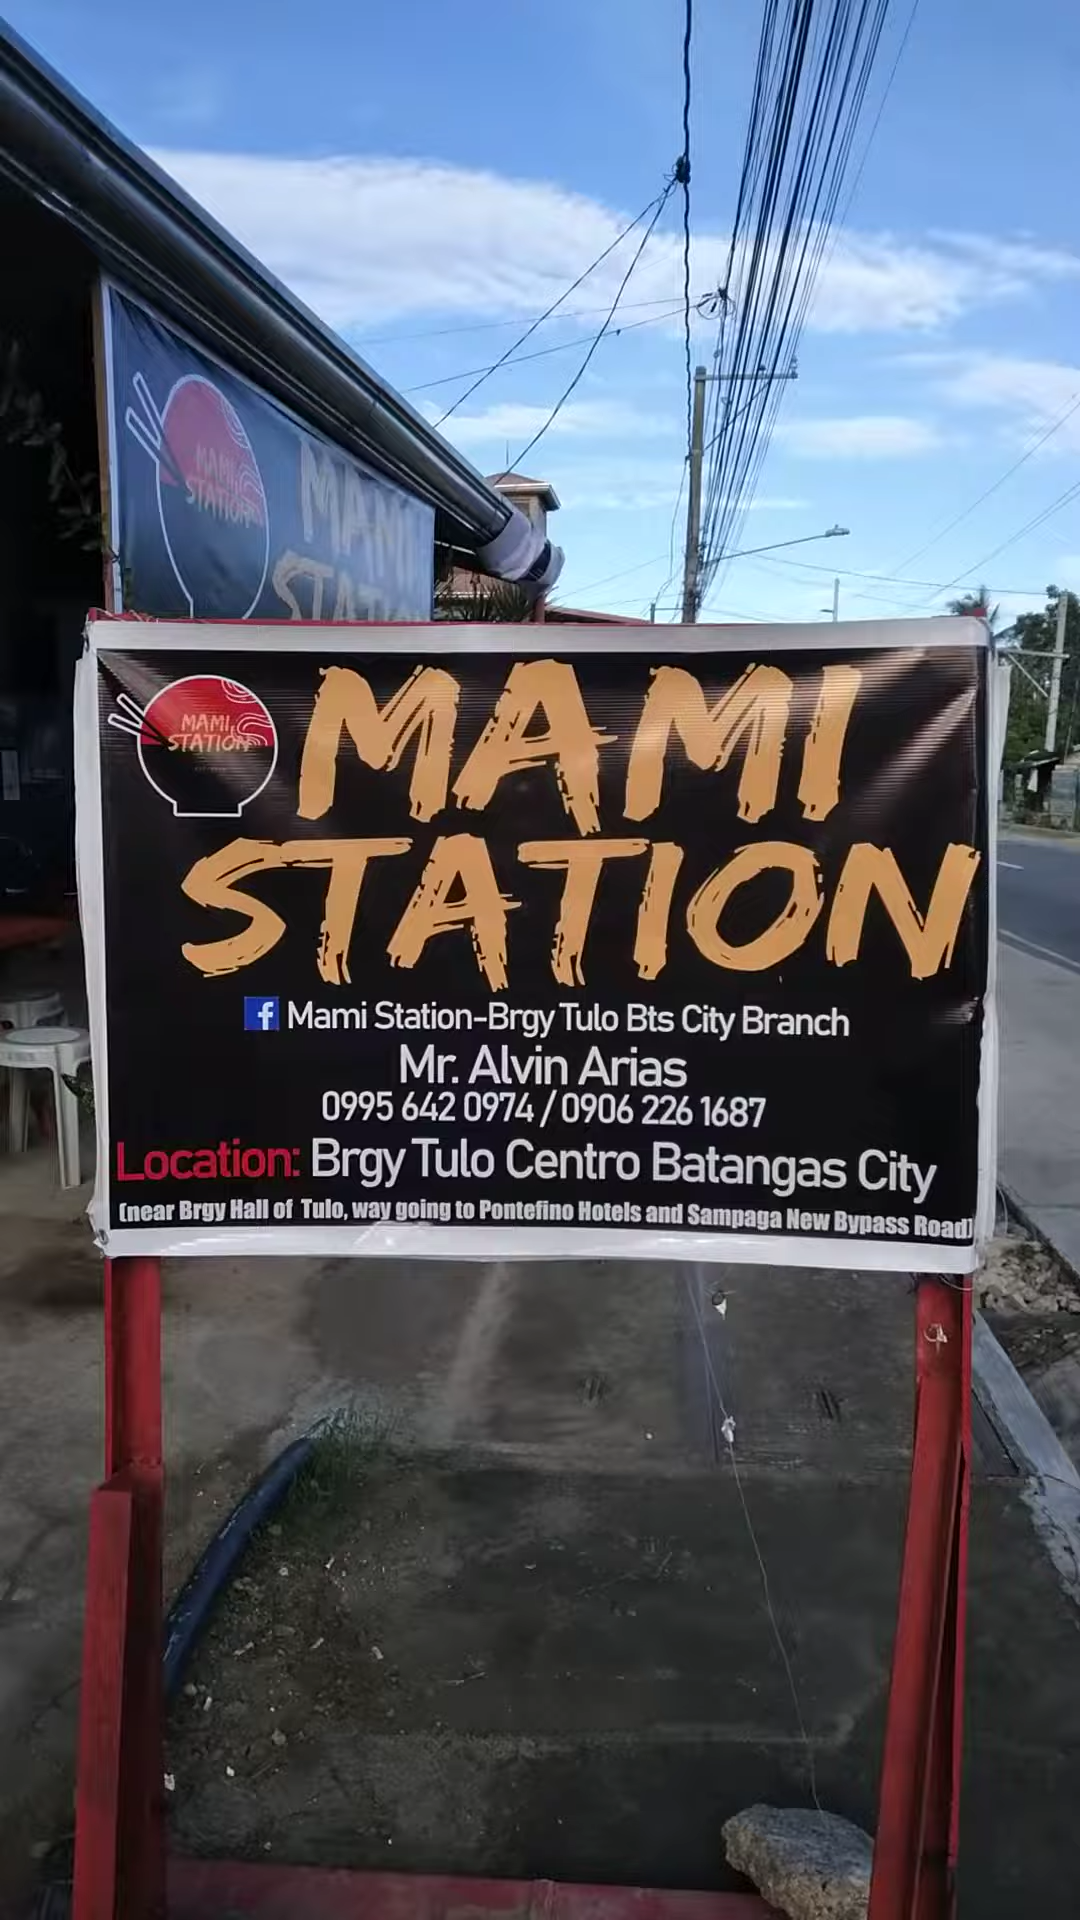 MAMI
STATION
MAMI
STATION
MAMI
STATION
MAMI
STATION
Mami Station-Brgy Tulo Bts City Branch
Mr. Alvin Arias
0995 642 0974 / 0906 226 1687
Location: Brgy Tulo Centro Batangas City
(near Brgy Hall of Tulo, way going to Pontefino Hotels and Sampaga New Bypass Road)